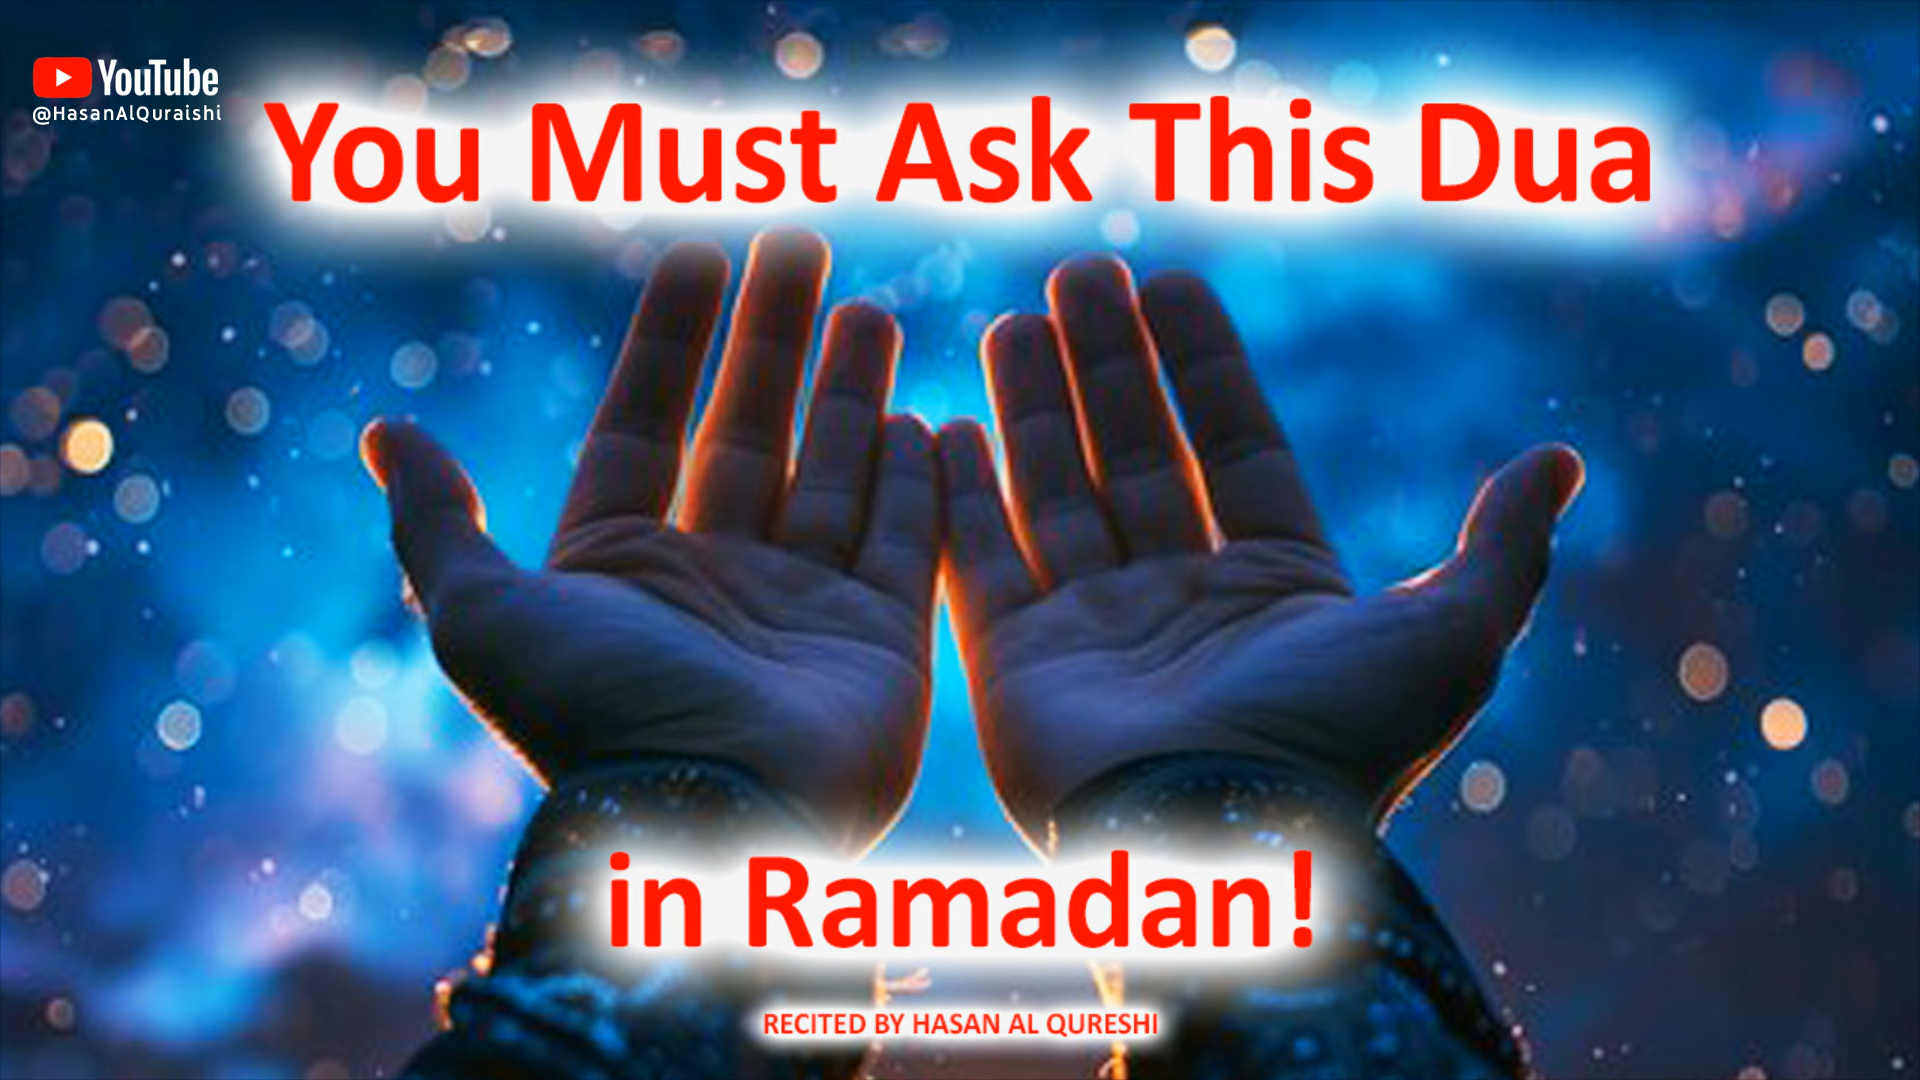 YouTube
@HasanAlQuraishi
You Must Ask This Dua
in Ramadan!
RECITED BY HASAN AL QURESHI